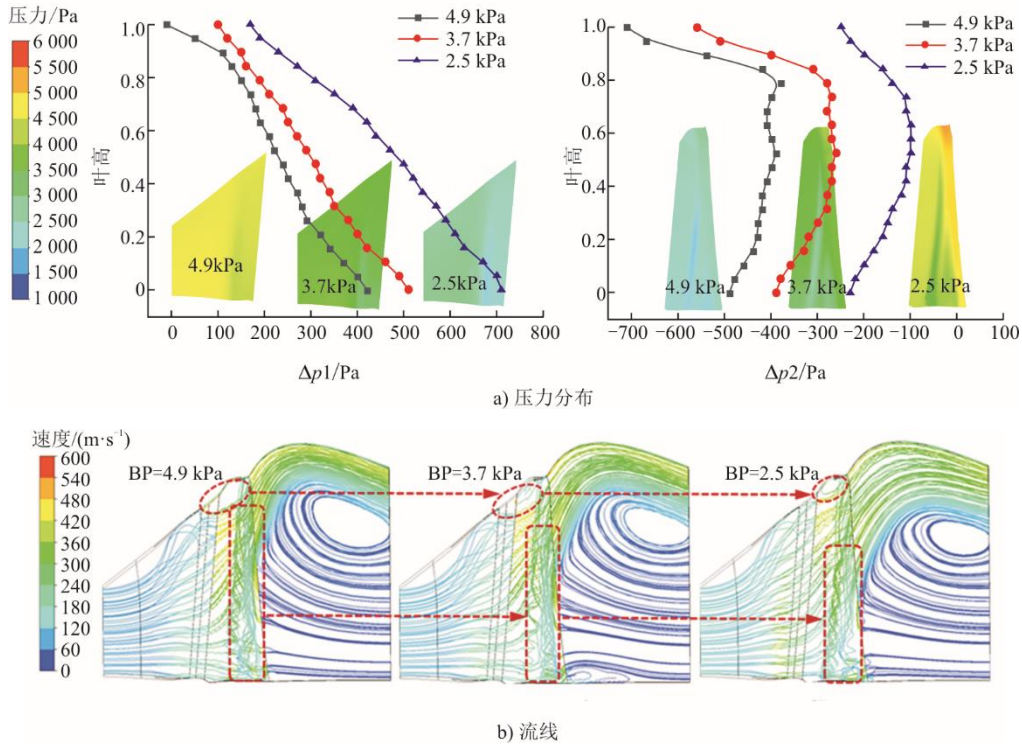 压力/Pa
6 000
5 500
5 000
4 500
4 000
3 500
3 000
2 500
2 000
1 500
1 000
叶高
1.0
0.8
0.6
0.4
0.2
0
4.9 kPa
3.7 kPa
2.5 kPa
4.9kPa
3.7kPa
2.5kPa
0 100 200 300 400 500 600 700 800
Δp1/Pa
叶高
1.0
0.8
0.6
0.4
0.2
0
4.9 kPa
3.7 kPa
2.5 kPa
4.9 kPa
3.7 kPa
2.5 kPa
−700 −600 −500 −400 −300 −200 −100 0 100
Δp2/Pa
a) 压力分布
速度/(m·s⁻¹)
600
540
480
420
360
300
240
180
120
60
0
BP=4.9 kPa
BP=3.7 kPa
BP=2.5 kPa
b) 流线